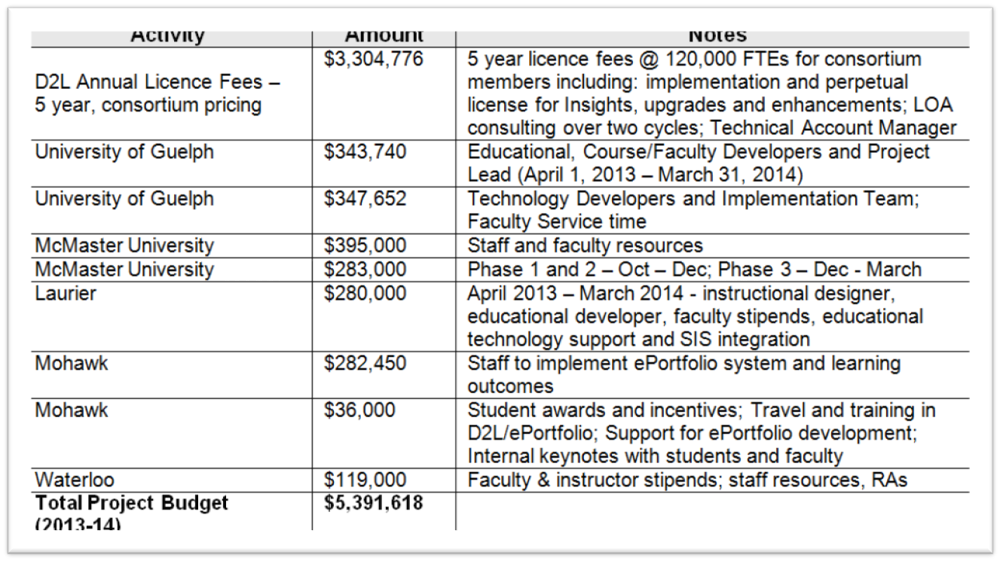 Activity Amount Notes
$3,304,776 5 year licence fees @ 120,000 FTEs for consortium
D2L Annual Licence Fees – members including: implementation and perpetual
5 year, consortium pricing license for Insights, upgrades and enhancements; LOA
consulting over two cycles; Technical Account Manager
University of Guelph $343,740 Educational, Course/Faculty Developers and Project
Lead (April 1, 2013 – March 31, 2014)
University of Guelph $347,652 Technology Developers and Implementation Team;
Faculty Service time
McMaster University $395,000 Staff and faculty resources
McMaster University $283,000 Phase 1 and 2 – Oct – Dec; Phase 3 – Dec - March
Laurier $280,000 April 2013 – March 2014 - instructional designer,
educational developer, faculty stipends, educational
technology support and SIS integration
Mohawk $282,450 Staff to implement ePortfolio system and learning
outcomes
Mohawk $36,000 Student awards and incentives; Travel and training in
D2L/ePortfolio; Support for ePortfolio development;
Internal keynotes with students and faculty
Waterloo $119,000 Faculty & instructor stipends; staff resources, RAs
Total Project Budget $5,391,618
(2013-14)